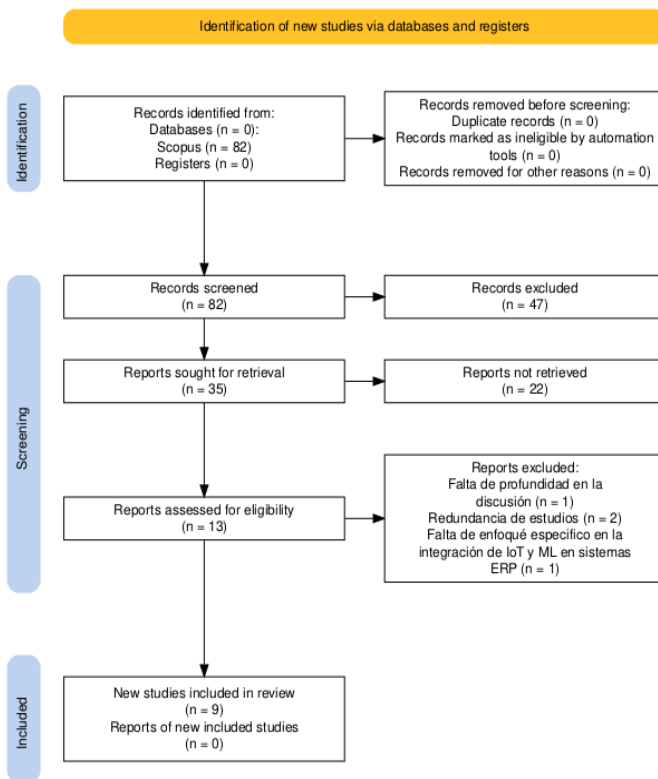 Identification of new studies via databases and registers
Identification
Records identified from:
Databases (n = 0):
Scopus (n = 82)
Registers (n = 0)
Records removed before screening:
Duplicate records (n = 0)
Records marked as ineligible by automation
tools (n = 0)
Records removed for other reasons (n = 0)
Screening
Records screened
(n = 82)
Records excluded
(n = 47)
Reports sought for retrieval
(n = 35)
Reports not retrieved
(n = 22)
Reports assessed for eligibility
(n = 13)
Reports excluded:
Falta de profundidad en la
discusión (n = 1)
Redundancia de estudios (n = 2)
Falta de enfoqué especifico en la
integración de IoT y ML en sistemas
ERP (n = 1)
Included
New studies included in review
(n = 9)
Reports of new included studies
(n = 0)